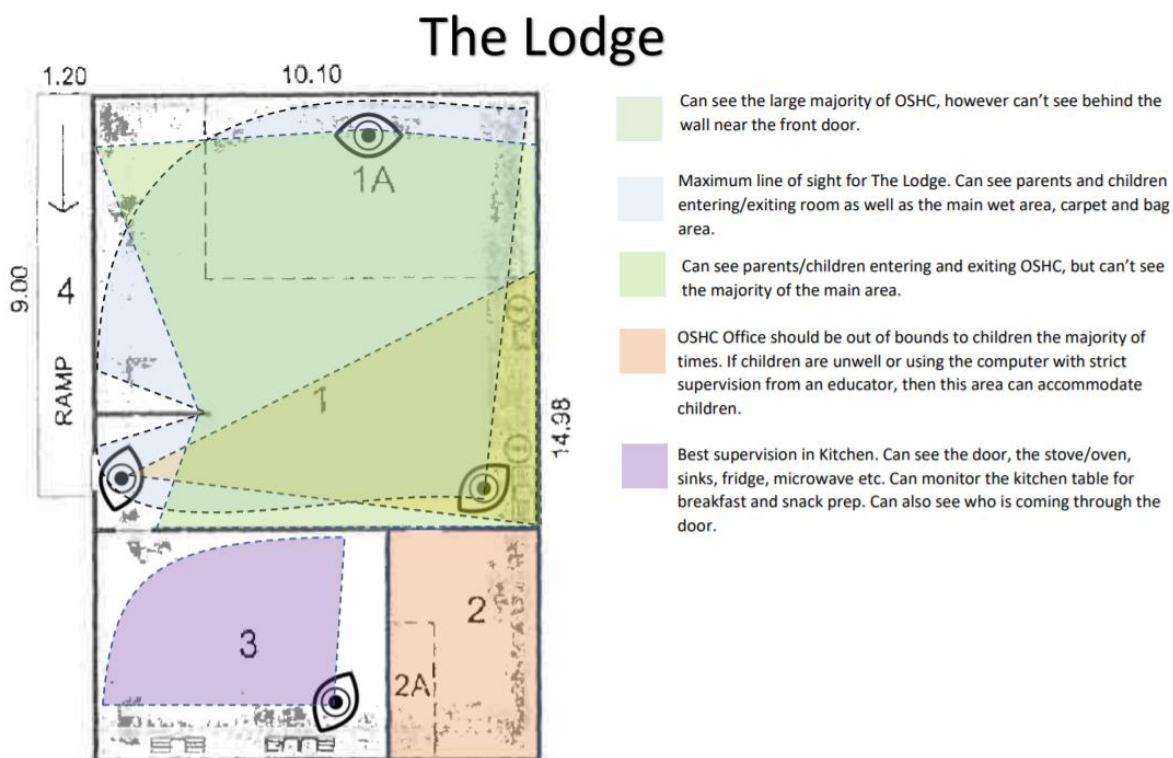 The Lodge
1.20
10.10
1A
9.00
4
RAMP
1
14.98
3
2
2A
Can see the large majority of OSHC, however can’t see behind the
wall near the front door.
Maximum line of sight for The Lodge. Can see parents and children
entering/exiting room as well as the main wet area, carpet and bag
area.
Can see parents/children entering and exiting OSHC, but can’t see
the majority of the main area.
OSHC Office should be out of bounds to children the majority of
times. If children are unwell or using the computer with strict
supervision from an educator, then this area can accommodate
children.
Best supervision in Kitchen. Can see the door, the stove/oven,
sinks, fridge, microwave etc. Can monitor the kitchen table for
breakfast and snack prep. Can also see who is coming through the
door.